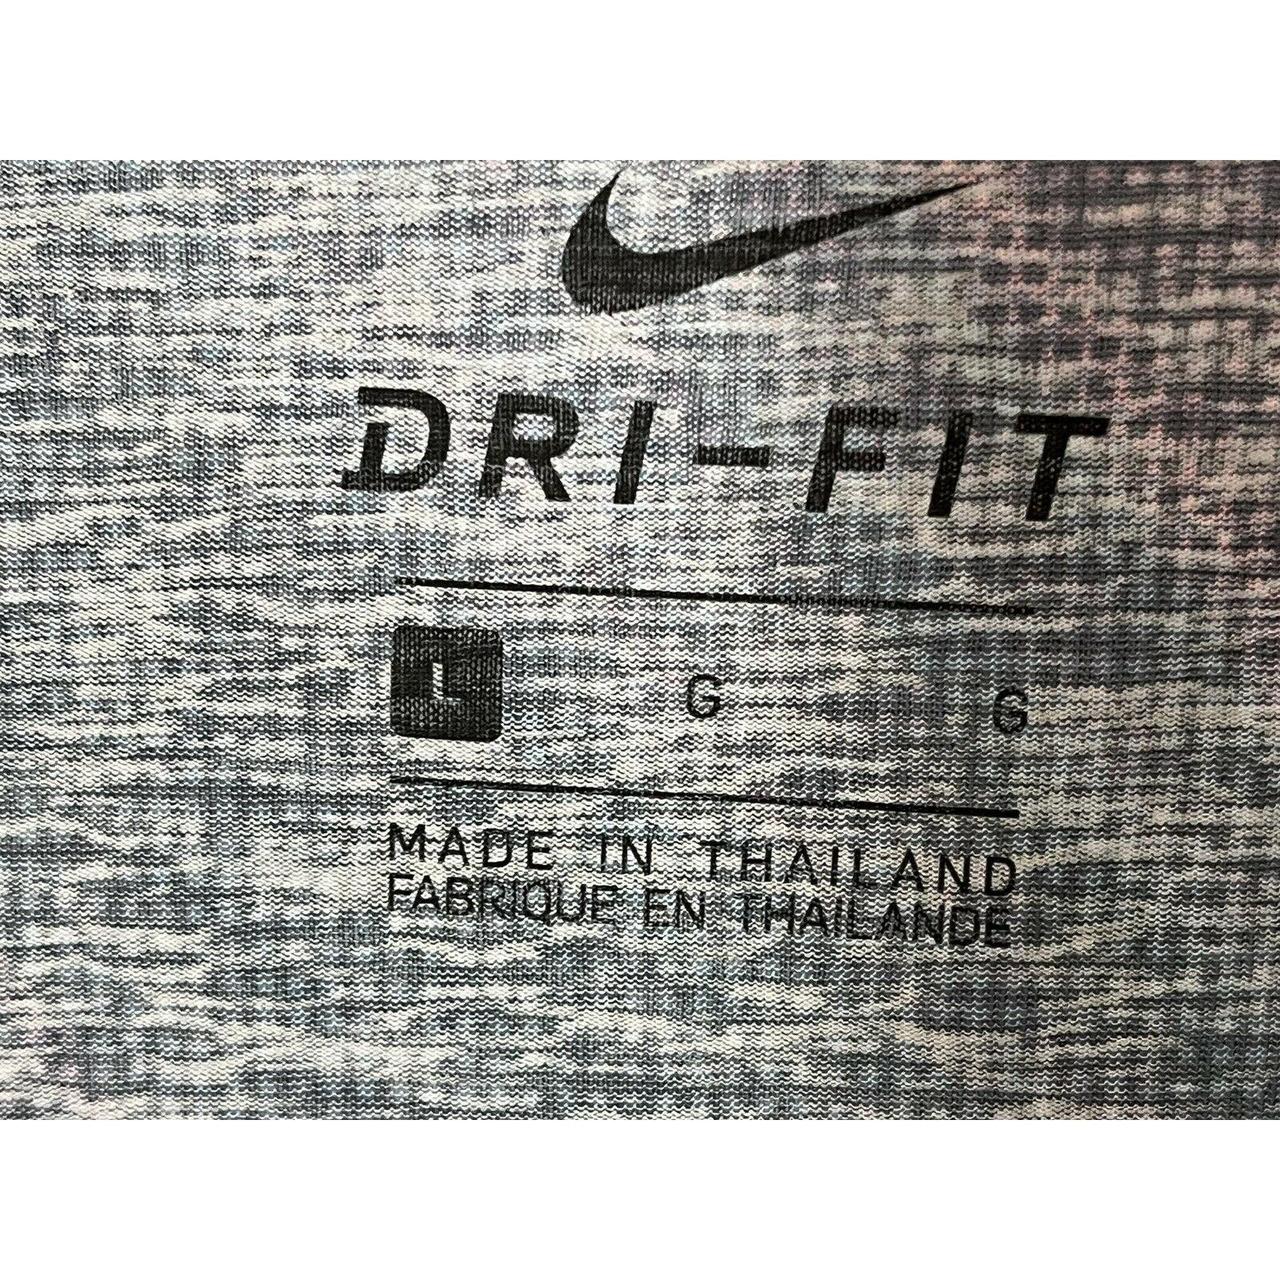 DRI-FIT
L G G
MADE IN THAILAND
FABRIQUE EN THAILANDE